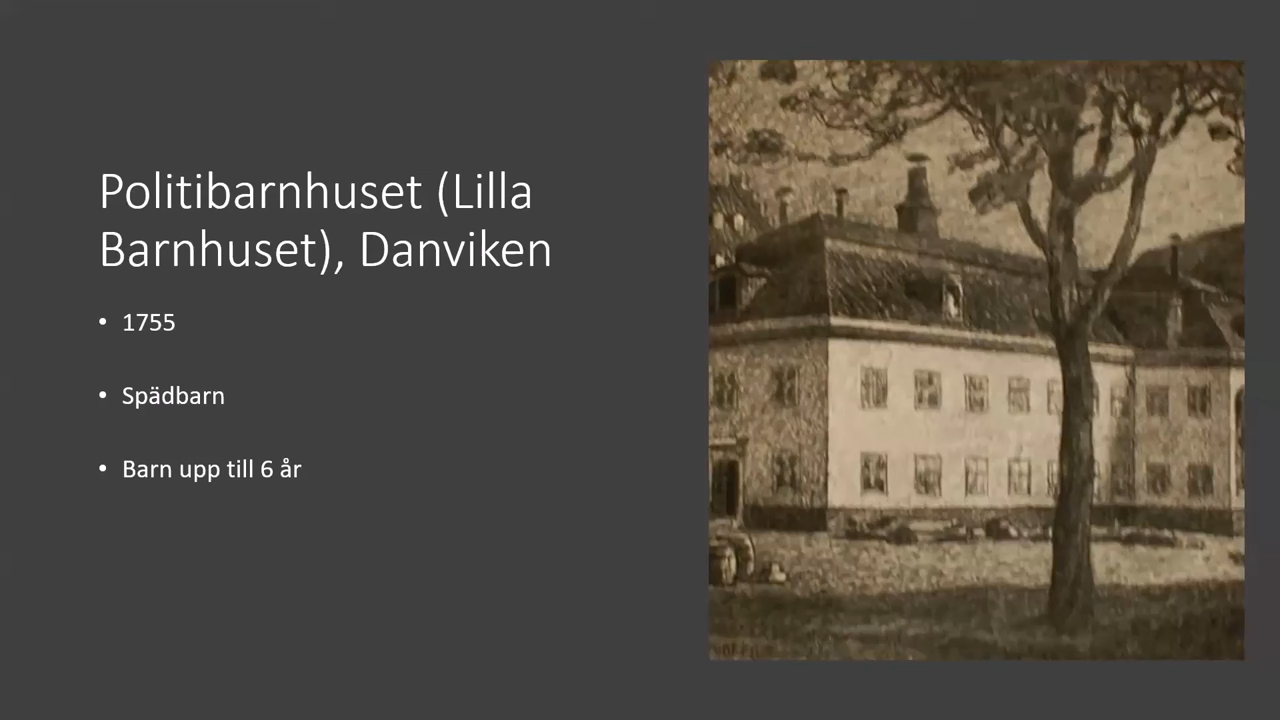 Politibarnhuset (Lilla
Barnhuset), Danviken
• 1755
• Spädbarn
• Barn upp till 6 år